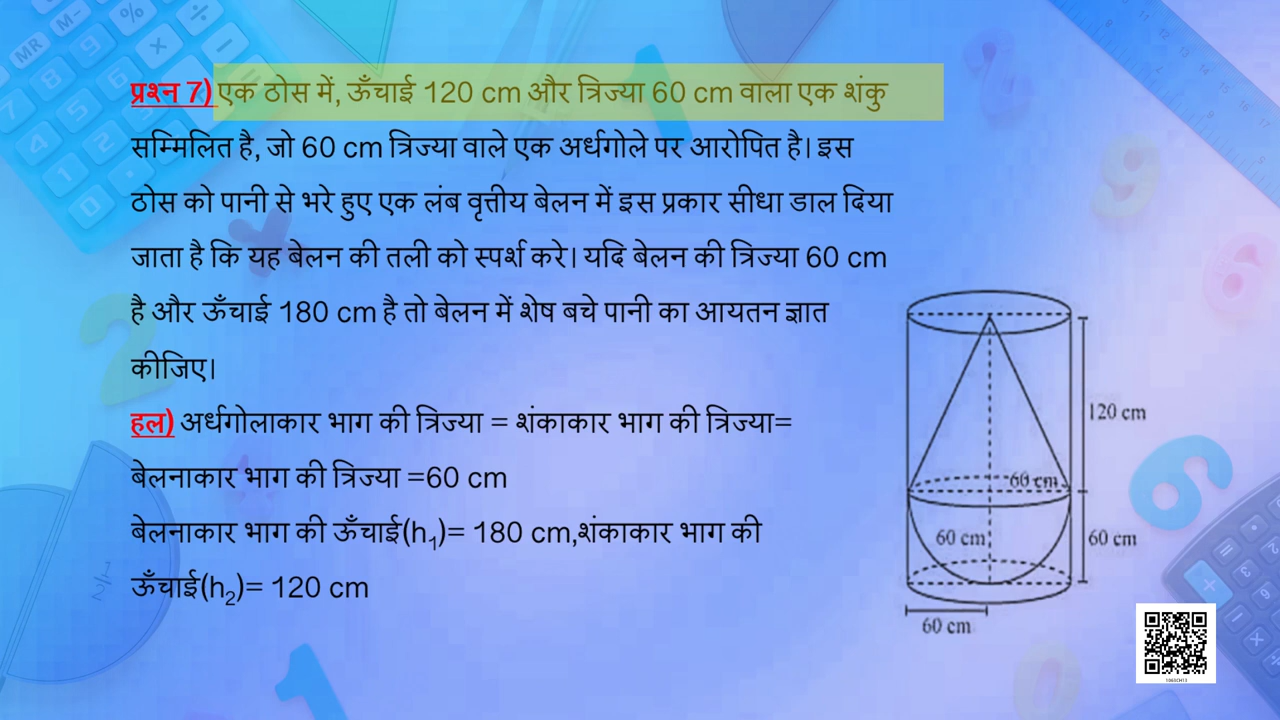 प्रश्न 7) एक ठोस में, ऊँचाई 120 cm और त्रिज्या 60 cm वाला एक शंकु
सम्मिलित है, जो 60 cm त्रिज्या वाले एक अर्धगोले पर आरोपित है। इस
ठोस को पानी से भरे हुए एक लंब वृत्तीय बेलन में इस प्रकार सीधा डाल दिया
जाता है कि यह बेलन की तली को स्पर्श करे। यदि बेलन की त्रिज्या 60 cm
है और ऊँचाई 180 cm है तो बेलन में शेष बचे पानी का आयतन ज्ञात
कीजिए।
हल) अर्धगोलाकार भाग की त्रिज्या = शंकाकार भाग की त्रिज्या=
बेलनाकार भाग की त्रिज्या =60 cm
बेलनाकार भाग की ऊँचाई(h₁)= 180 cm,शंकाकार भाग की
ऊँचाई(h₂)= 120 cm
120 cm
60 cm
60 cm
60 cm
60 cm